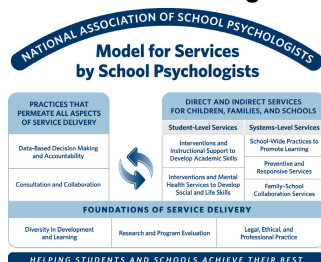 NATIONAL ASSOCIATION OF SCHOOL PSYCHOLOGISTS
Model for Services
by School Psychologists
PRACTICES THAT
PERMEATE ALL ASPECTS
OF SERVICE DELIVERY
Data-Based Decision Making
and Accountability
Consultation and Collaboration
DIRECT AND INDIRECT SERVICES
FOR CHILDREN, FAMILIES, AND SCHOOLS
Student-Level Services
Interventions and
Instructional Support to
Develop Academic Skills
Interventions and Mental
Health Services to Develop
Social and Life Skills
Systems-Level Services
School-Wide Practices to
Promote Learning
Preventive and
Responsive Services
Family–School
Collaboration Services
FOUNDATIONS OF SERVICE DELIVERY
Diversity in Development
and Learning
Research and Program Evaluation
Legal, Ethical, and
Professional Practice
HELPING STUDENTS AND SCHOOLS ACHIEVE THEIR BEST